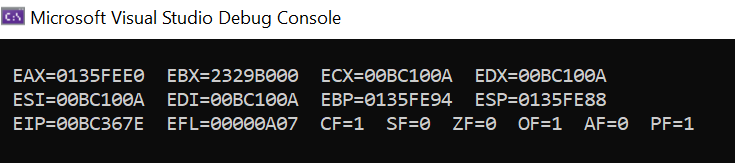 C:\ Microsoft Visual Studio Debug Console
EAX=0135FEE0 EBX=2329B000 ECX=00BC100A EDX=00BC100A
ESI=00BC100A EDI=00BC100A EBP=0135FE94 ESP=0135FE88
EIP=00BC367E EFL=00000A07 CF=1 SF=0 ZF=0 OF=1 AF=0 PF=1